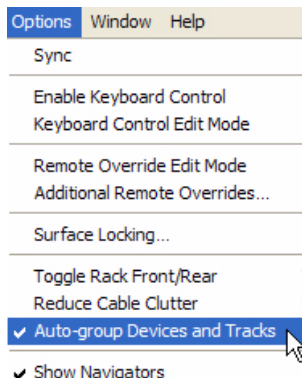 Options Window Help
Sync
Enable Keyboard Control
Keyboard Control Edit Mode
Remote Override Edit Mode
Additional Remote Overrides...
Surface Locking...
Toggle Rack Front/Rear
Reduce Cable Clutter
✓ Auto-group Devices and Tracks
✓ Show Navigators